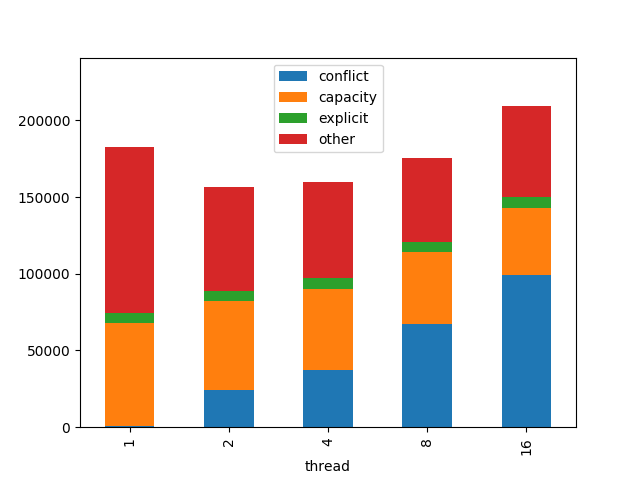 conflict
capacity
explicit
other
200000
150000
100000
50000
0
1 2 4 8 16
thread